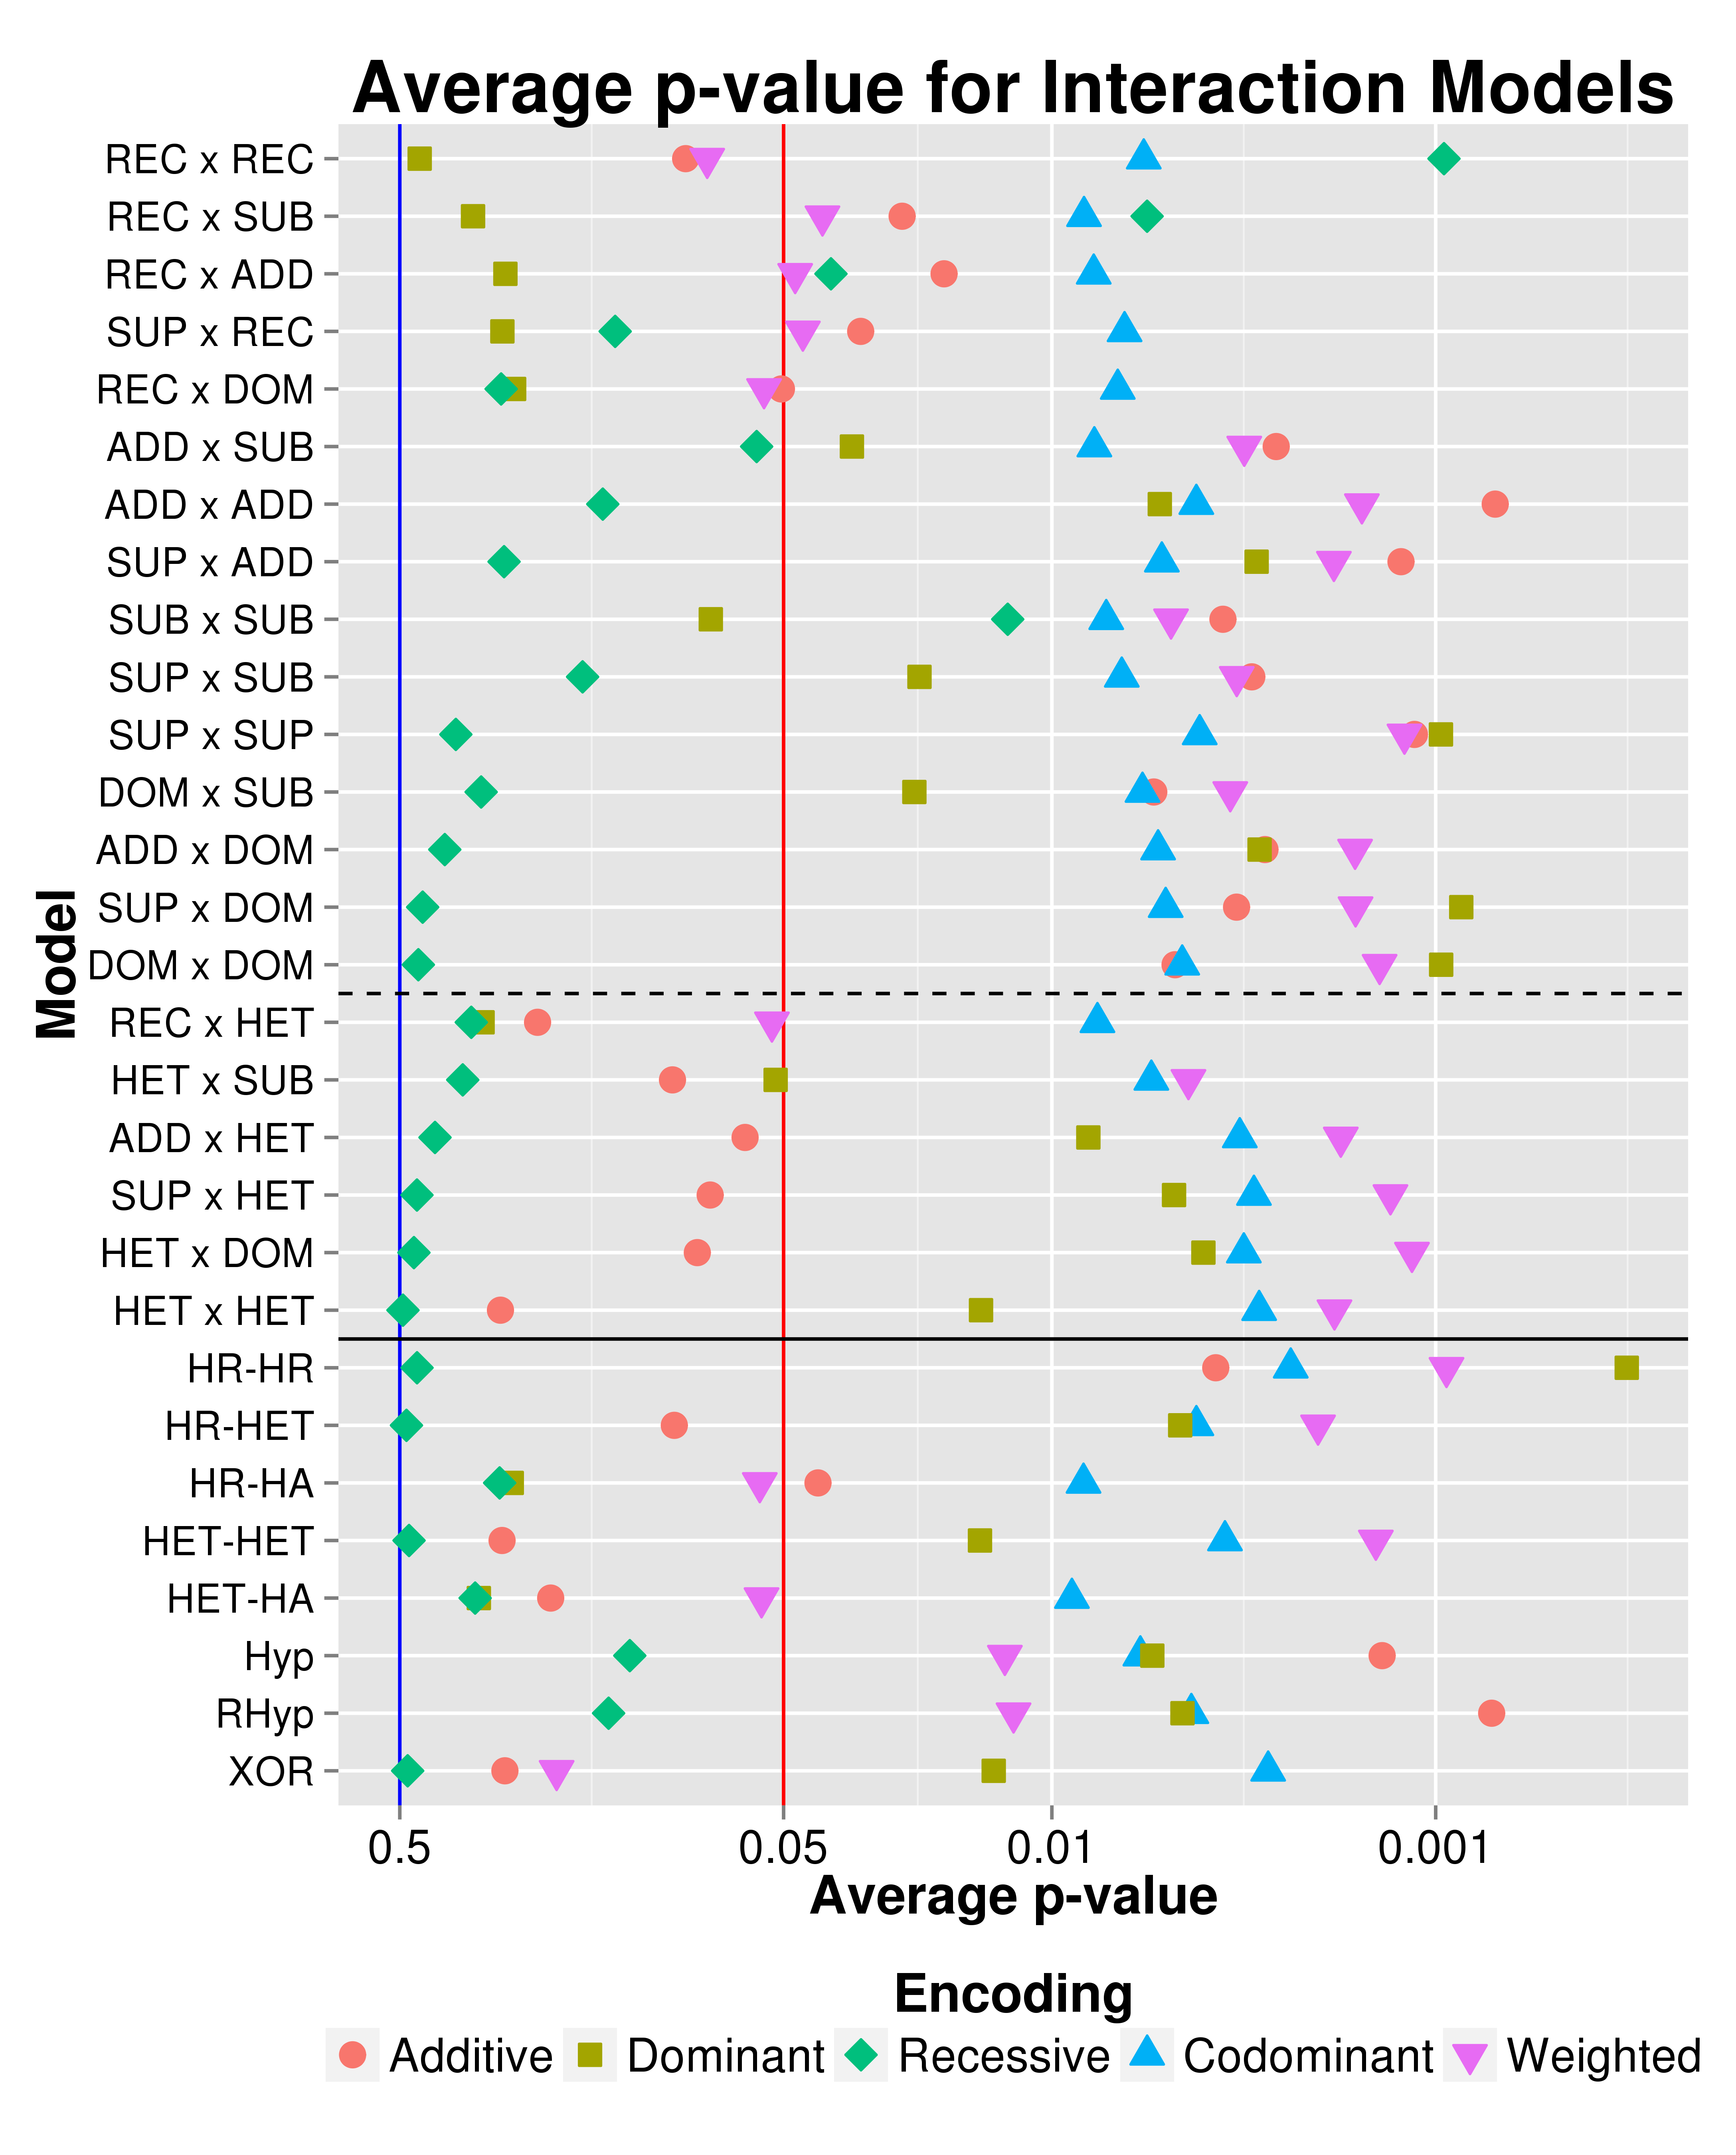 Average p-value for Interaction Models
REC x REC
REC x SUB
REC x ADD
SUP x REC
REC x DOM
ADD x SUB
ADD x ADD
SUP x ADD
SUB x SUB
SUP x SUB
SUP x SUP
DOM x SUB
ADD x DOM
SUP x DOM
DOM x DOM
REC x HET
HET x SUB
ADD x HET
SUP x HET
HET x DOM
HET x HET
HR-HR
HR-HET
HR-HA
HET-HET
HET-HA
Hyp
RHyp
XOR
Model
0.5 0.05 0.01 0.001
Average p-value
Encoding
Additive Dominant Recessive Codominant Weighted